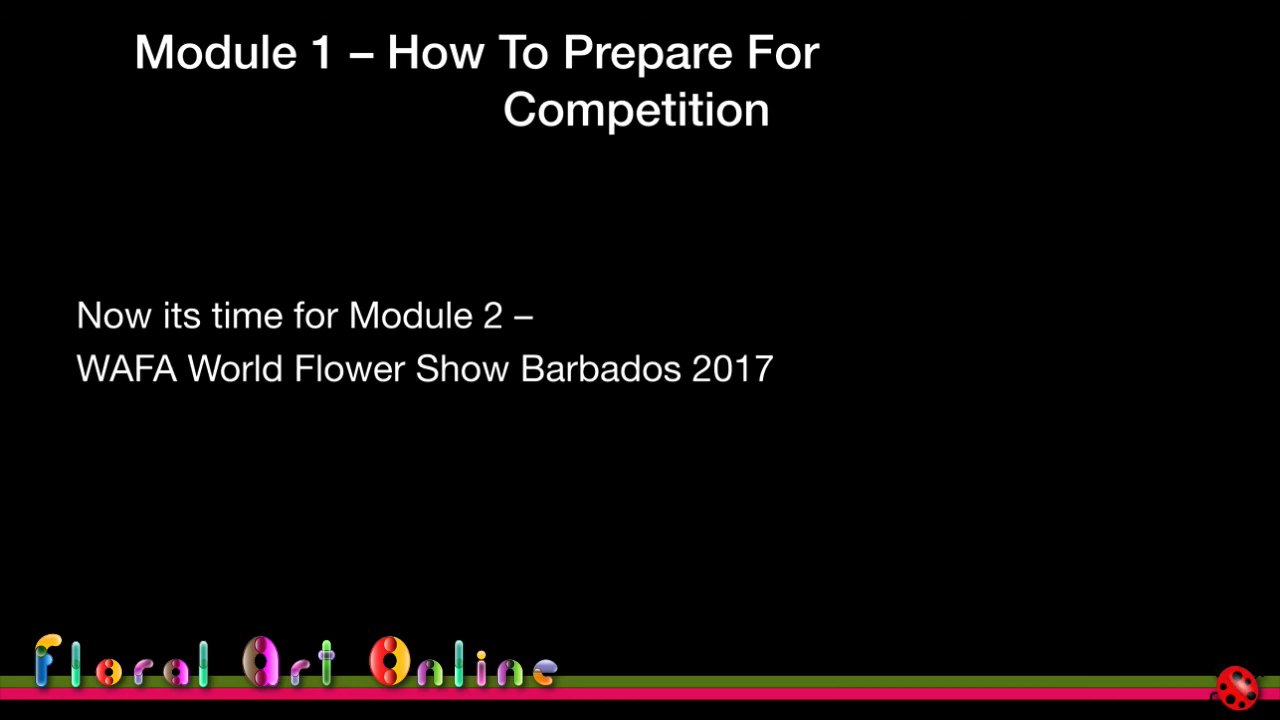 Module 1 – How To Prepare For
Competition
Now its time for Module 2 –
WAFA World Flower Show Barbados 2017
Floral Art Online